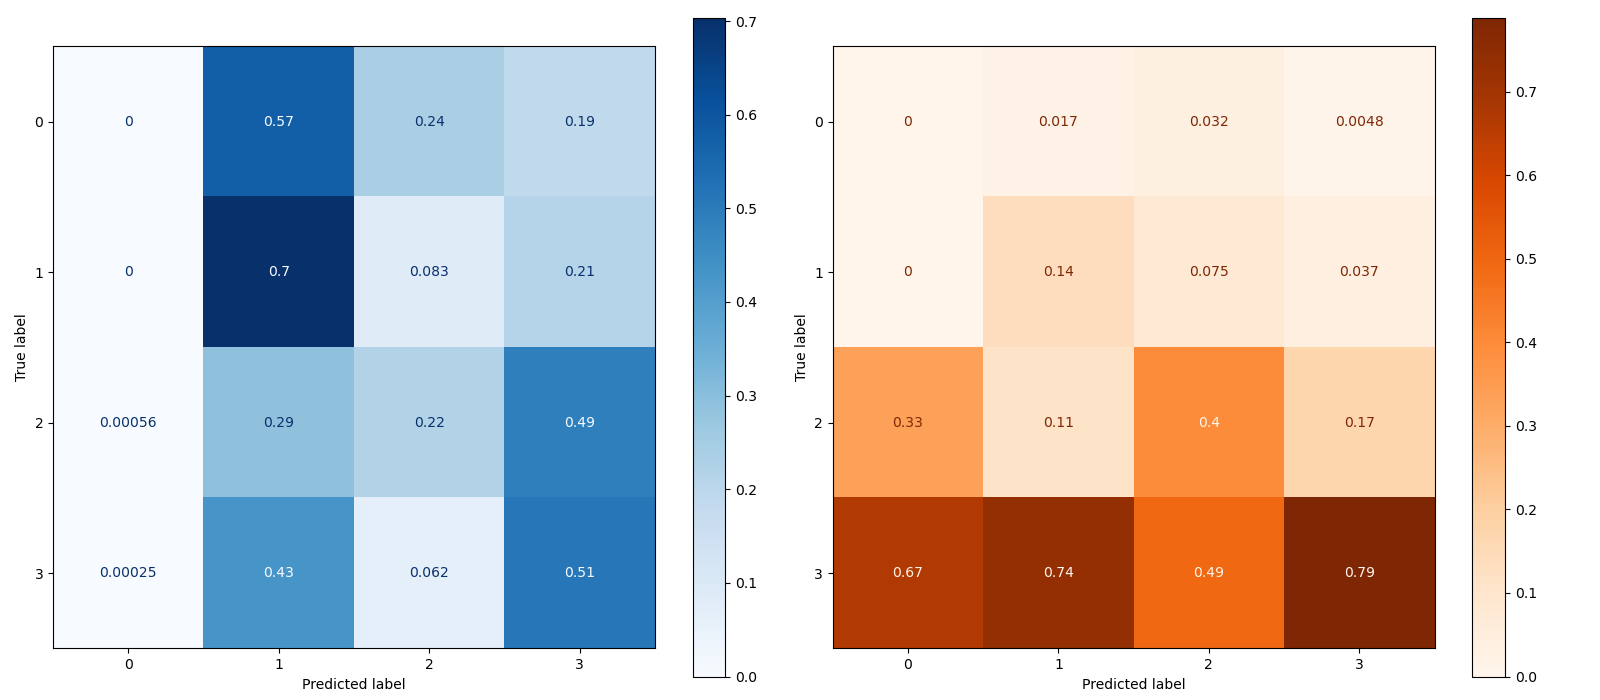 0 0 0.57 0.24 0.19
1 0 0.7 0.083 0.21
2 0.00056 0.29 0.22 0.49
3 0.00025 0.43 0.062 0.51
0 1 2 3
True label
Predicted label
0.7
0.6
0.5
0.4
0.3
0.2
0.1
0.0
0 0 0.017 0.032 0.0048
1 0 0.14 0.075 0.037
2 0.33 0.11 0.4 0.17
3 0.67 0.74 0.49 0.79
0 1 2 3
True label
Predicted label
0.7
0.6
0.5
0.4
0.3
0.2
0.1
0.0